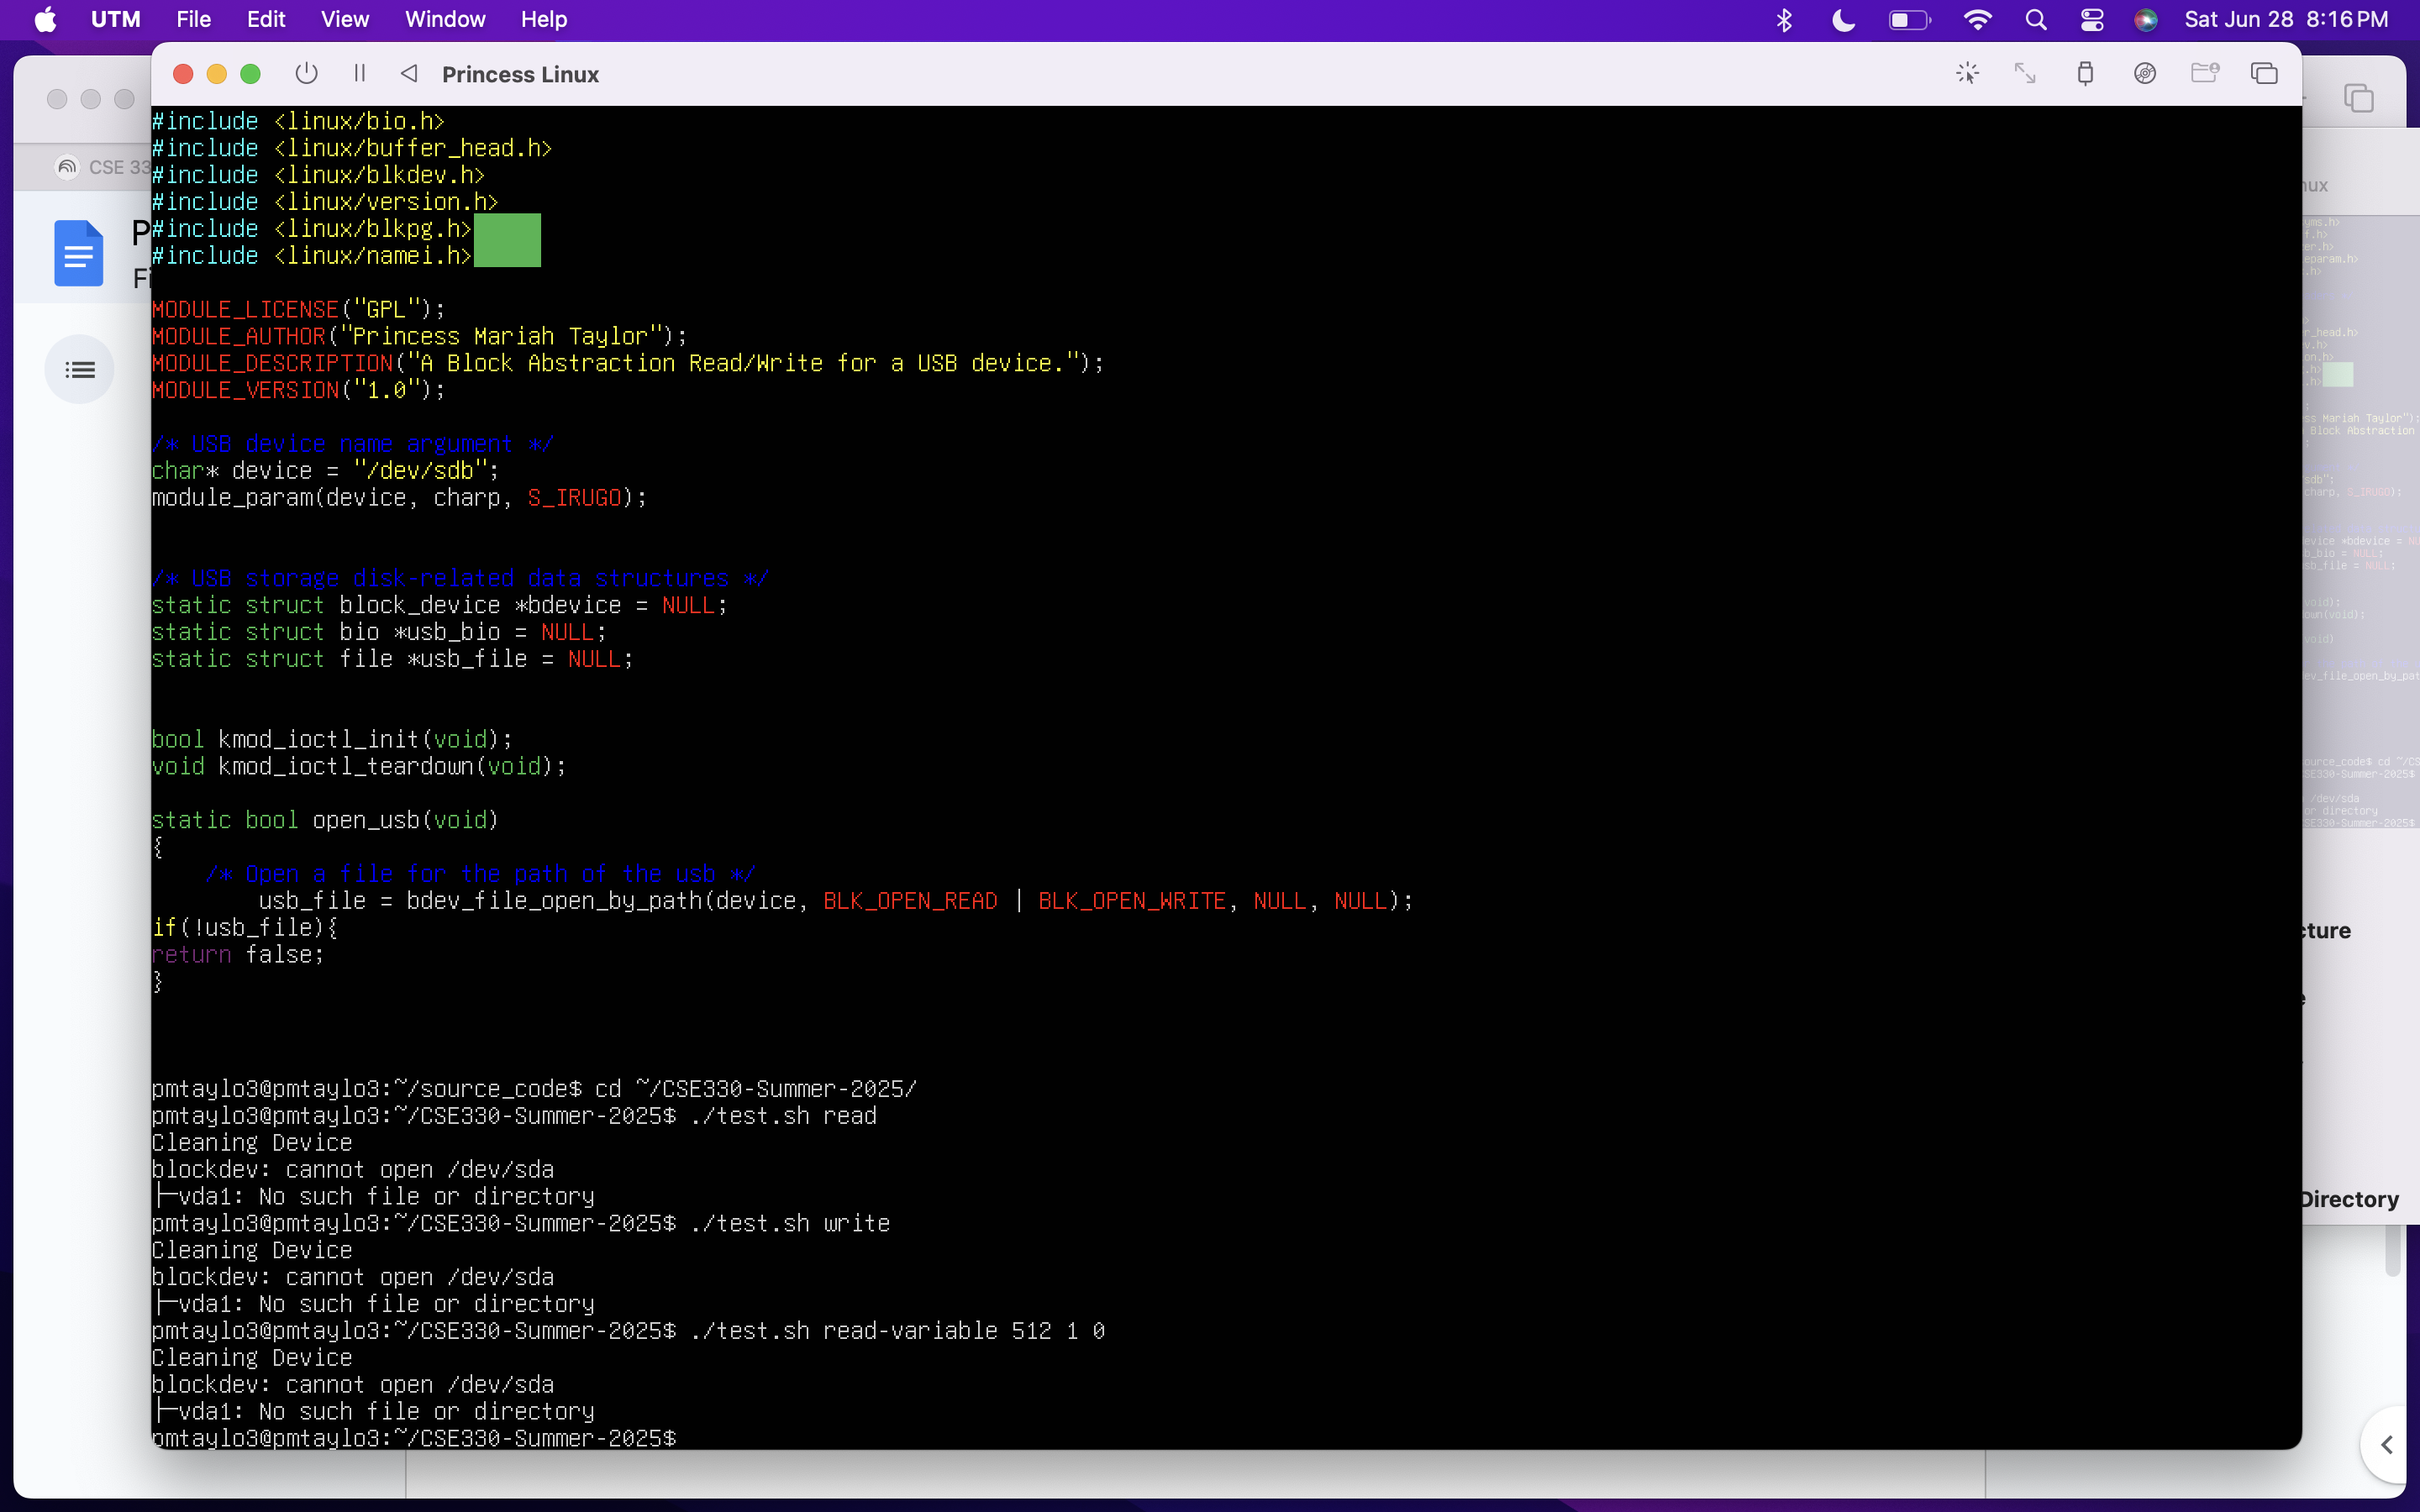 UTM File Edit View Window Help Sat Jun 28 8:16 PM
Princess Linux
CSE 33
#include <linux/bio.h>
#include <linux/buffer_head.h>
#include <linux/blkdev.h>
#include <linux/version.h>
#include <linux/blkpg.h>
#include <linux/namei.h>
MODULE_LICENSE("GPL");
MODULE_AUTHOR("Princess Mariah Taylor");
MODULE_DESCRIPTION("A Block Abstraction Read/Write for a USB device.");
MODULE_VERSION("1.0");
/* USB device name argument */
char* device = "/dev/sdb";
module_param(device, charp, S_IRUGO);
/* USB storage disk-related data structures */
static struct block_device *bdevice = NULL;
static struct bio *usb_bio = NULL;
static struct file *usb_file = NULL;
bool kmod_ioctl_init(void);
void kmod_ioctl_teardown(void);
static bool open_usb(void)
{
/* Open a file for the path of the usb */
usb_file = bdev_file_open_by_path(device, BLK_OPEN_READ | BLK_OPEN_WRITE, NULL, NULL);
if(!usb_file){
return false;
}
pmtaylo3@pmtaylo3:~/source_code$ cd ~/CSE330-Summer-2025/
pmtaylo3@pmtaylo3:~/CSE330-Summer-2025$ ./test.sh read
Cleaning Device
blockdev: cannot open /dev/sda
├─vda1: No such file or directory
pmtaylo3@pmtaylo3:~/CSE330-Summer-2025$ ./test.sh write
Cleaning Device
blockdev: cannot open /dev/sda
├─vda1: No such file or directory
pmtaylo3@pmtaylo3:~/CSE330-Summer-2025$ ./test.sh read-variable 512 1 0
Cleaning Device
blockdev: cannot open /dev/sda
├─vda1: No such file or directory
pmtaylo3@pmtaylo3:~/CSE330-Summer-2025$
cture
Directory